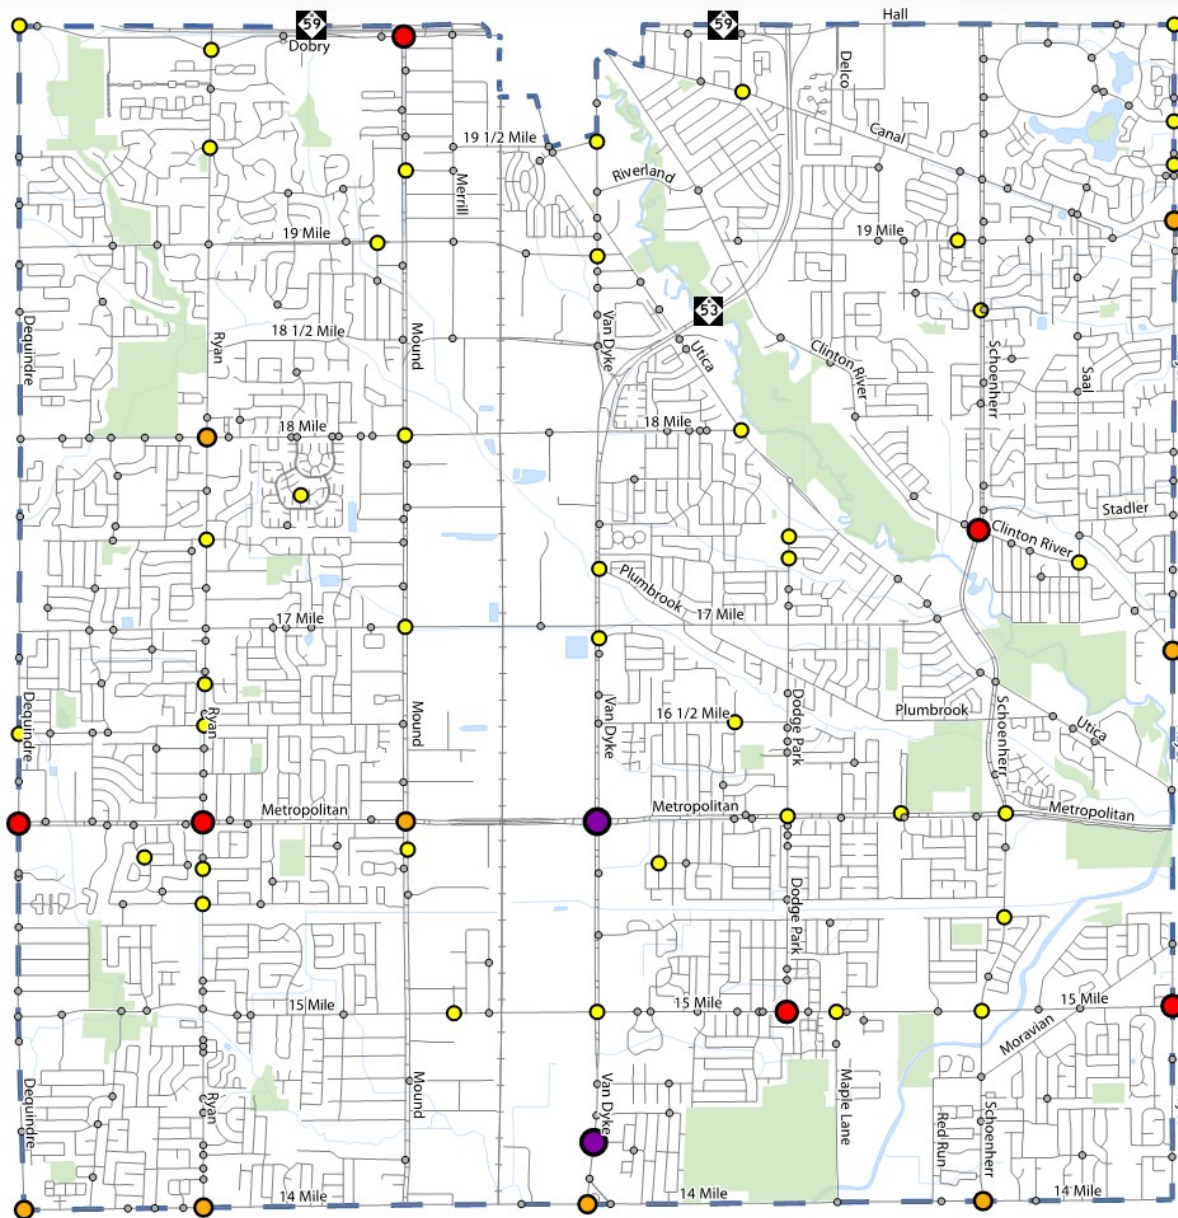 59
59
Hall
Dobry
Delco
Canal
19 1/2 Mile
Riverland
Merrill
19 Mile
19 Mile
53
Dequindre
Ryan
18 1/2 Mile
Mound
Van Dyke
Utica
Clinton River
Schoenherr
Saal
18 Mile
18 Mile
Stadler
Clinton River
Plumbrook
17 Mile
17 Mile
Dequindre
Ryan
Mound
Van Dyke
16 1/2 Mile
Dodge Park
Plumbrook
Schoenherr
Utica
Metropolitan
Metropolitan
Metropolitan
Dodge Park
15 Mile
15 Mile
15 Mile
Moravian
Dequindre
Ryan
Mound
Van Dyke
Maple Lane
Red Run
Schoenherr
14 Mile
14 Mile
14 Mile